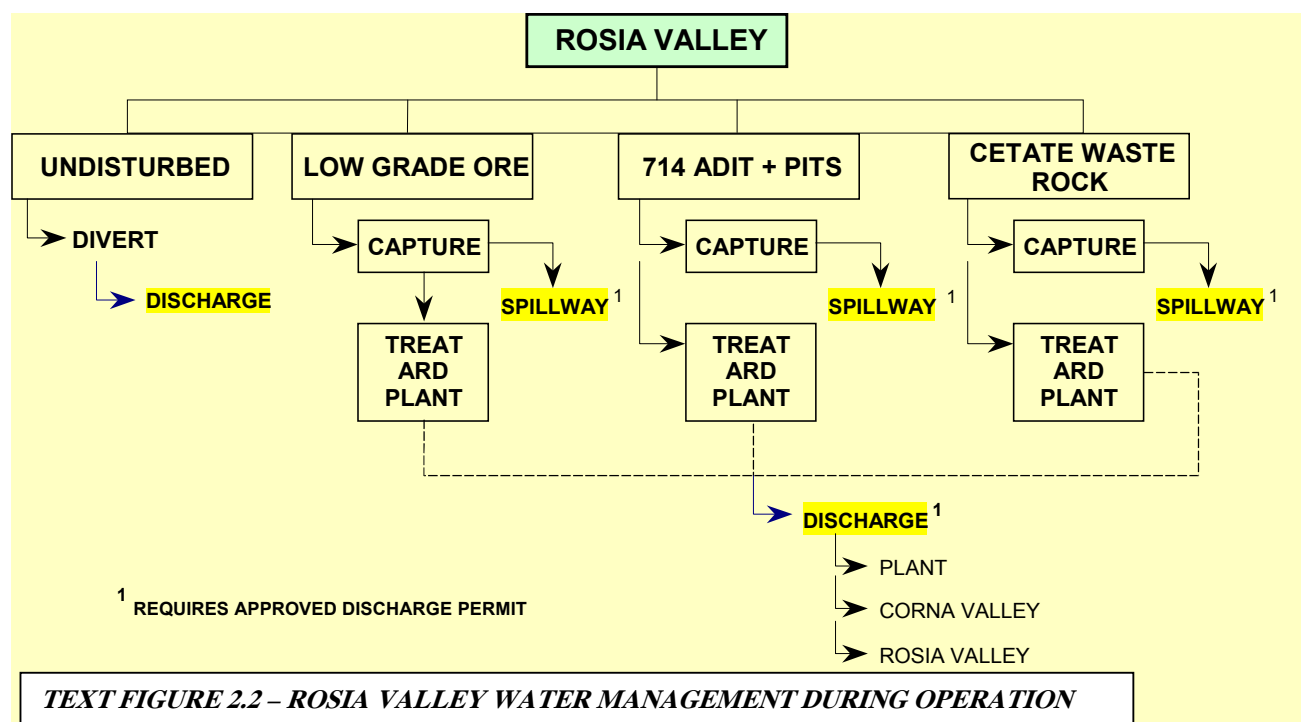 ROSIA VALLEY
UNDISTURBED
LOW GRADE ORE
714 ADIT + PITS
CETATE WASTE
ROCK
DIVERT
CAPTURE
CAPTURE
CAPTURE
DISCHARGE
SPILLWAY 1
SPILLWAY 1
SPILLWAY 1
TREAT
ARD
PLANT
TREAT
ARD
PLANT
TREAT
ARD
PLANT
DISCHARGE 1
PLANT
CORNA VALLEY
ROSIA VALLEY
1 REQUIRES APPROVED DISCHARGE PERMIT
TEXT FIGURE 2.2 – ROSIA VALLEY WATER MANAGEMENT DURING OPERATION